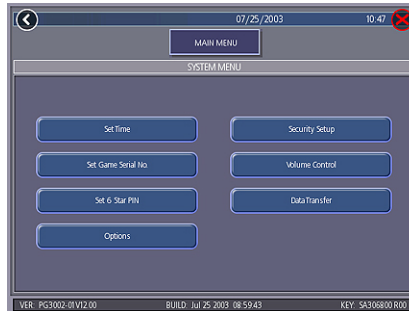 07/25/2003 10:47
MAIN MENU
SYSTEM MENU
Set Time Security Setup
Set Game Serial No. Volume Control
Set 6 Star PIN Data Transfer
Options
VER: PG3002-01V12.00 BUILD: Jul 25 2003 08:59:43 KEY: SA306800 R00